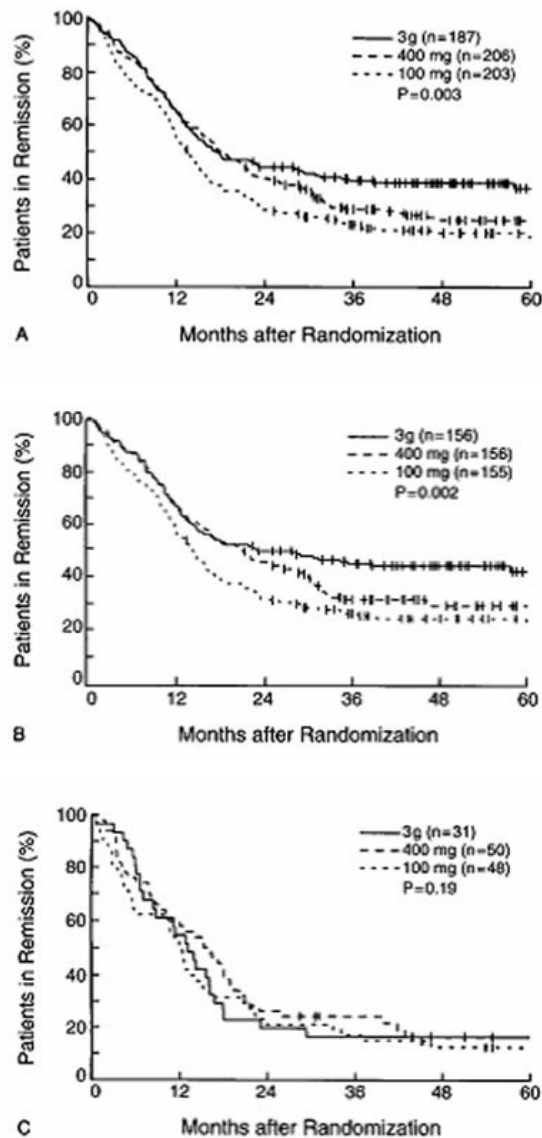 100
80
60
40
20
0
Patients in Remission (%)
3g (n=187)
400 mg (n=206)
100 mg (n=203)
P=0.003
0 12 24 36 48 60
A Months after Randomization
100
80
60
40
20
0
Patients in Remission (%)
3g (n=156)
400 mg (n=156)
100 mg (n=155)
P=0.002
0 12 24 36 48 60
B Months after Randomization
100
80
60
40
20
0
Patients in Remission (%)
3g (n=31)
400 mg (n=50)
100 mg (n=48)
P=0.19
0 12 24 36 48 60
C Months after Randomization